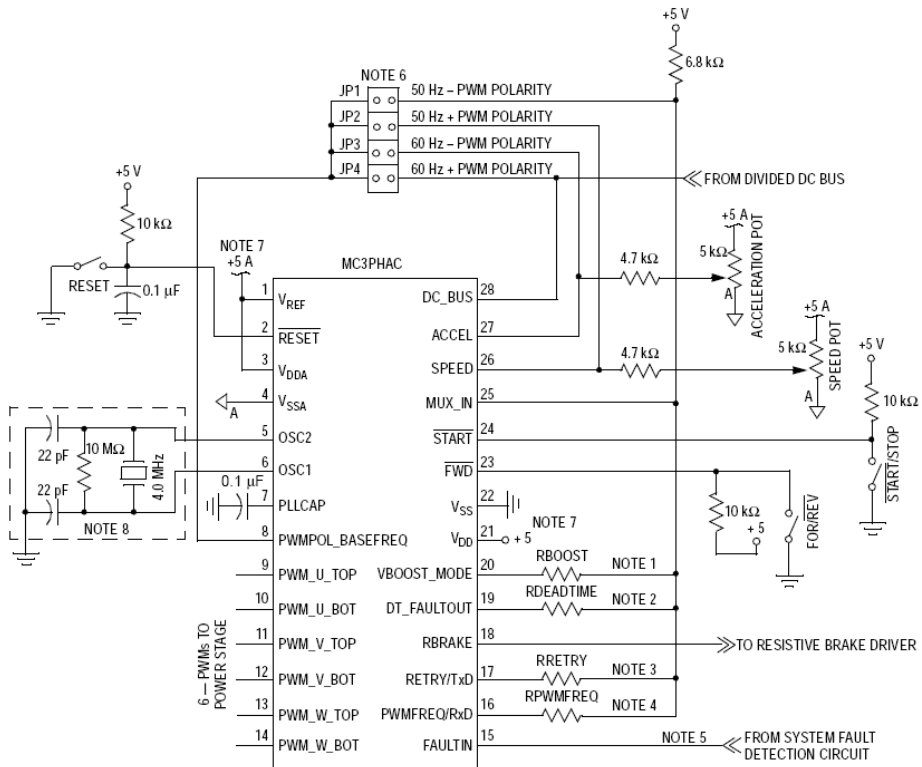 +5 V
6.8 kΩ
NOTE 6
JP1 50 Hz – PWM POLARITY
JP2 50 Hz + PWM POLARITY
JP3 60 Hz – PWM POLARITY
JP4 60 Hz + PWM POLARITY
FROM DIVIDED DC BUS
+5 V
10 kΩ
RESET
0.1 µF
NOTE 7
+5 A
MC3PHAC
4.7 kΩ
+5 A
5 kΩ
A
ACCELERATION POT
4.7 kΩ
+5 A
5 kΩ
A
SPEED POT
+5 V
10 kΩ
START/STOP
1 VREF
2 RESET
3 VDDA
4 VSSA
A
5 OSC2
6 OSC1
7 PLLCAP
0.1 µF
8 PWMPOL_BASEFREQ
9 PWM_U_TOP
10 PWM_U_BOT
11 PWM_V_TOP
12 PWM_V_BOT
13 PWM_W_TOP
14 PWM_W_BOT
6 — PWMs TO
POWER STAGE
22 pF
10 MΩ
4.0 MHz
22 pF
NOTE 8
DC_BUS 28
ACCEL 27
SPEED 26
MUX_IN 25
START 24
FWD 23
10 kΩ
+ 5
FOR/REV
VSS 22
VDD 21
NOTE 7
+ 5
VBOOST_MODE 20 RBOOST NOTE 1
DT_FAULTOUT 19 RDEADTIME NOTE 2
RBRAKE 18 TO RESISTIVE BRAKE DRIVER
RETRY/TxD 17 RRETRY NOTE 3
PWMFREQ/RxD 16 RPWMFREQ NOTE 4
FAULTIN 15 NOTE 5 FROM SYSTEM FAULT
DETECTION CIRCUIT